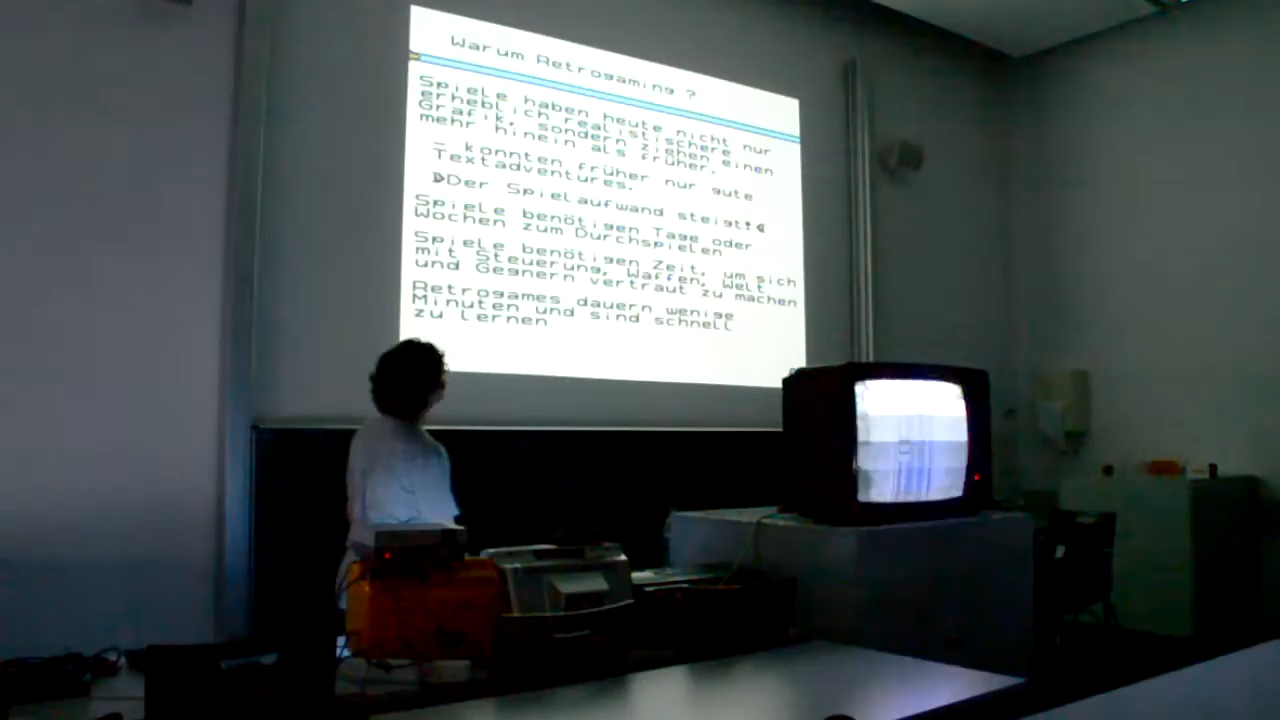 Warum Retrogaming ?
Spiele haben heute nicht nur
erheblich realistischere
Grafik, sondern ziehen einen
mehr hinein als früher.
– konnten früher nur gute
Textadventures.
Der Spielaufwand steigt!
Spiele benötigen Tage oder
Wochen zum Durchspielen
Spiele benötigen Zeit, um sich
mit Steuerung, Waffen, Welt
und Gegnern vertraut zu machen
Retrogames dauern wenige
Minuten und sind schnell
zu lernen